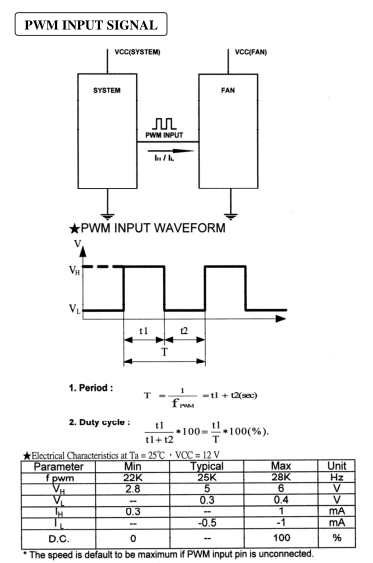 PWM INPUT SIGNAL
VCC(SYSTEM) VCC(FAN)
SYSTEM FAN
PWM INPUT
IH / IL
★PWM INPUT WAVEFORM
V
VH
VL
t1 t2
T
1. Period :
T = 1 / f PWM = t1 + t2(sec)
2. Duty cycle :
t1 / t1 + t2 *100 = t1 / T *100(%).
★Electrical Characteristics at Ta = 25℃ , VCC = 12 V
Parameter Min Typical Max Unit
f pwm 22K 25K 28K Hz
VH 2.8 5 6 V
VL -- 0.3 0.4 V
IH 0.3 -- 1 mA
IL -0.5 -1 mA
D.C. 0 -- 100 %
* The speed is default to be maximum if PWM input pin is unconnected.